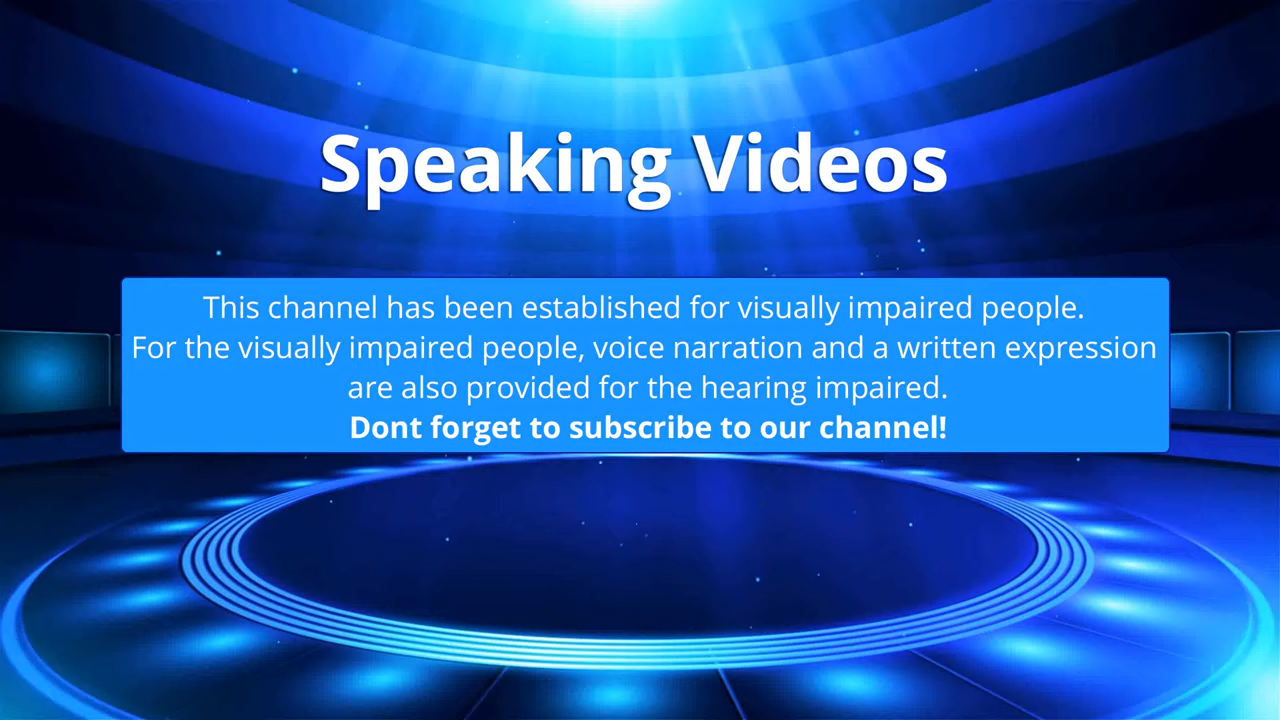 Speaking Videos
This channel has been established for visually impaired people.
For the visually impaired people, voice narration and a written expression
are also provided for the hearing impaired.
Dont forget to subscribe to our channel!